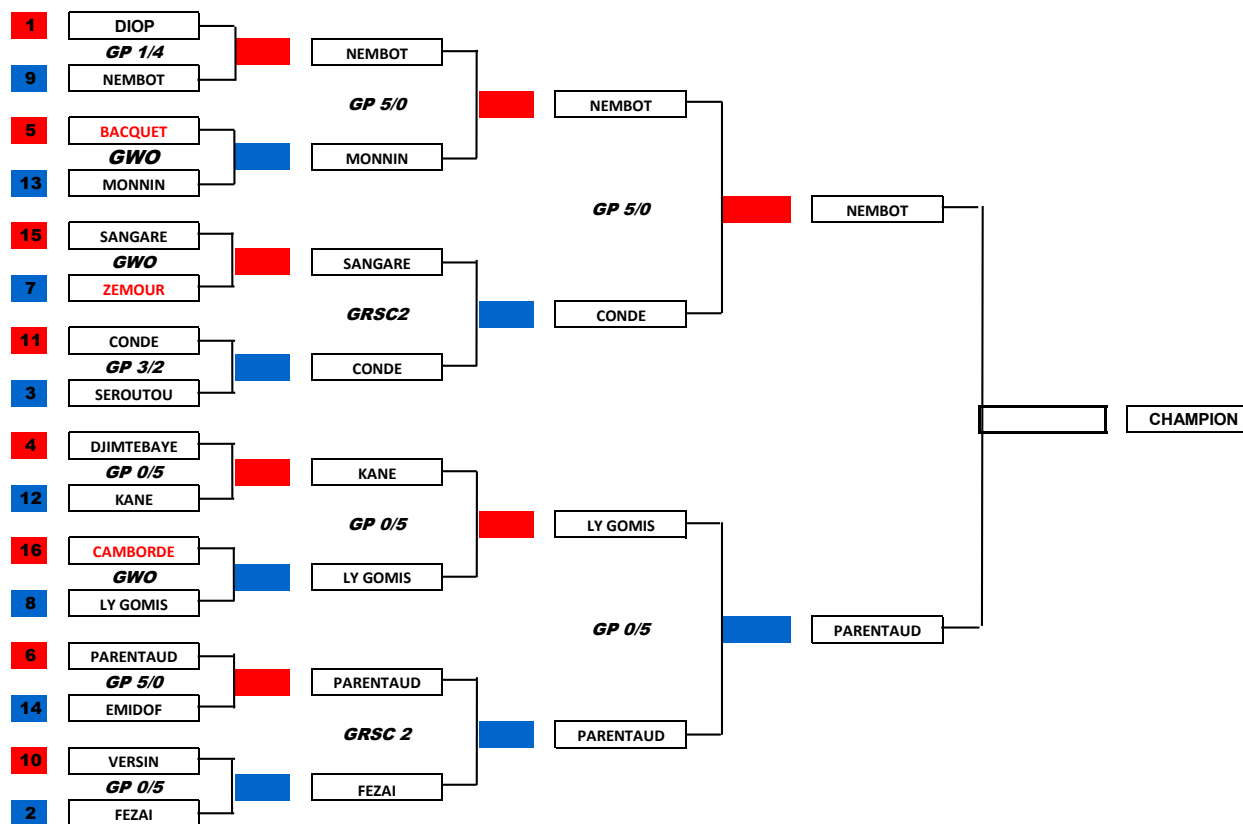 1 DIOP
GP 1/4
9 NEMBOT
5 BACQUET
GWO
13 MONNIN
15 SANGARE
GWO
7 ZEMOUR
11 CONDE
GP 3/2
3 SEROUTOU
4 DJIMTEBAYE
GP 0/5
12 KANE
16 CAMBORDE
GWO
8 LY GOMIS
6 PARENTAUD
GP 5/0
14 EMIDOF
10 VERSIN
GP 0/5
2 FEZAI
NEMBOT
GP 5/0
MONNIN
SANGARE
GRSC2
CONDE
KANE
GP 0/5
LY GOMIS
PARENTAUD
GRSC 2
FEZAI
NEMBOT
GP 5/0
CONDE
LY GOMIS
GP 0/5
PARENTAUD
NEMBOT
PARENTAUD
CHAMPION